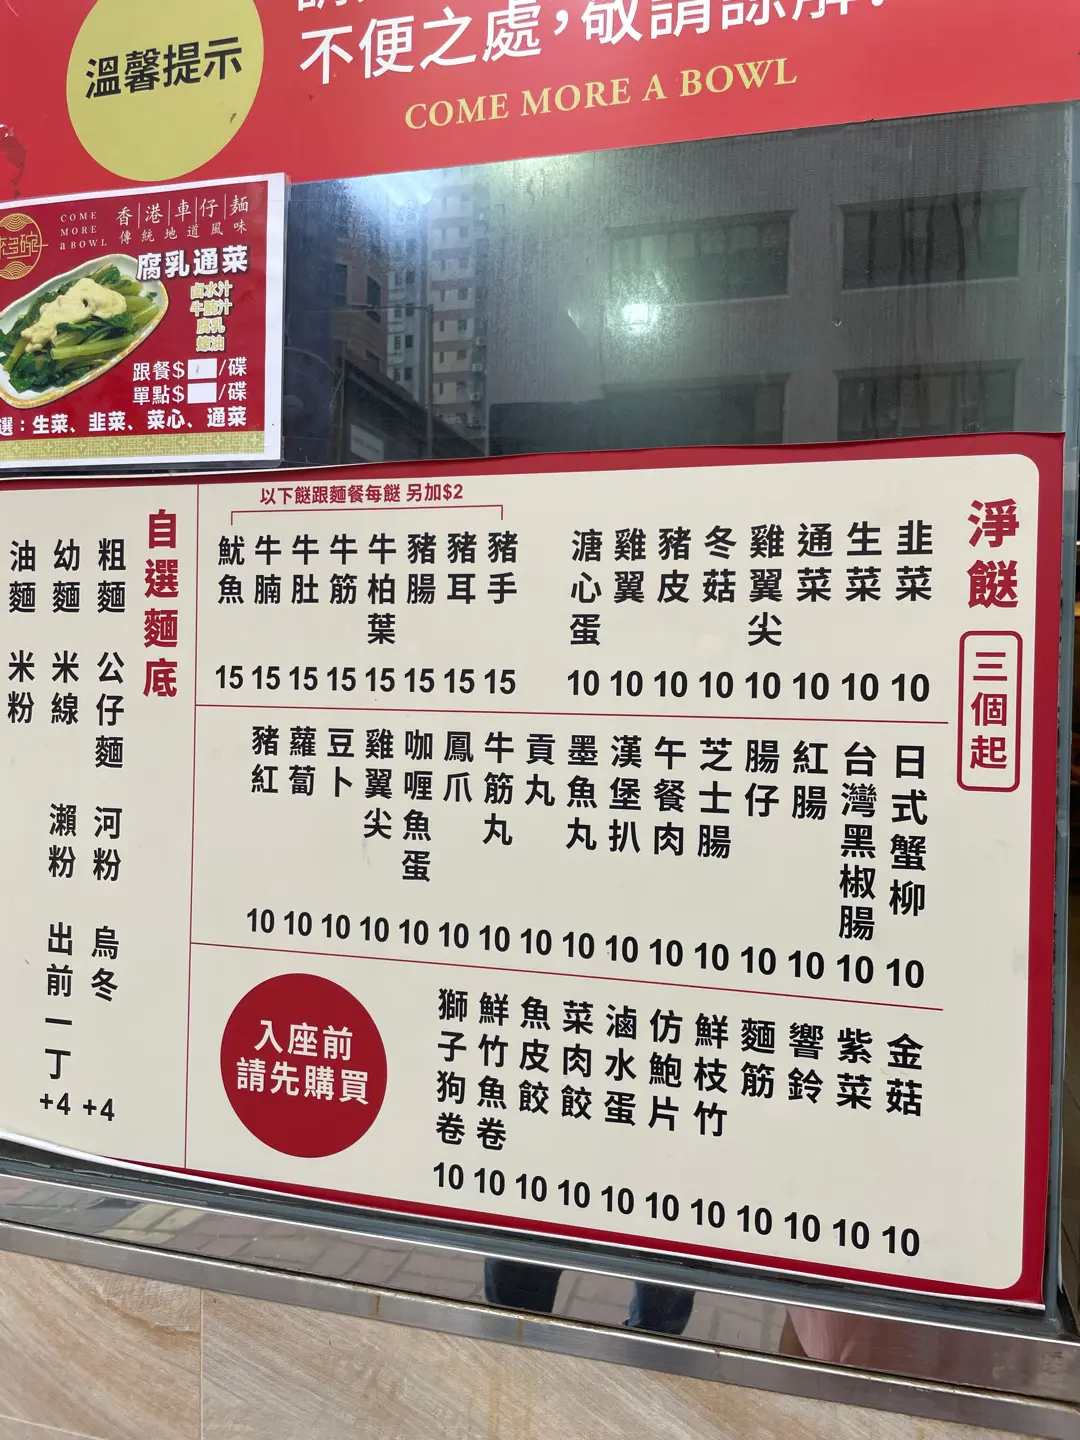 溫馨提示
不便之處，敬請諒解.
COME MORE A BOWL
COME
MORE
a BOWL
香|港|車|仔|麵
傳統地道風味
腐乳通菜
鹵水汁
牛腩汁
腐乳
蠔油
跟餐$ /碟
單點$ /碟
選：生菜、韭菜、菜心、通菜
淨餸
三個起
韭菜 10
生菜 10
通菜 10
雞翼尖 10
冬菇 10
豬皮 10
雞翼 10
溏心蛋 10
以下餸跟麵餐每餸 另加$2
豬手 15
豬耳 15
豬腸 15
牛柏葉 15
牛筋 15
牛肚 15
牛腩 15
魷魚 15
日式蟹柳 10
台灣黑椒腸 10
紅腸 10
腸仔 10
芝士腸 10
午餐肉 10
漢堡扒 10
墨魚丸 10
貢丸 10
牛筋丸 10
鳳爪 10
咖喱魚蛋 10
雞翼尖 10
豆卜 10
蘿蔔 10
豬紅 10
金菇 10
紫菜 10
響鈴 10
麵筋 10
鮮枝竹 10
仿鮑片 10
滷水蛋 10
菜肉餃 10
魚皮餃 10
鮮竹魚卷 10
獅子狗卷 10
入座前
請先購買
自選麵底
粗麵 公仔麵 河粉 烏冬 +4
幼麵 米線 瀨粉 出前一丁 +4
油麵 米粉